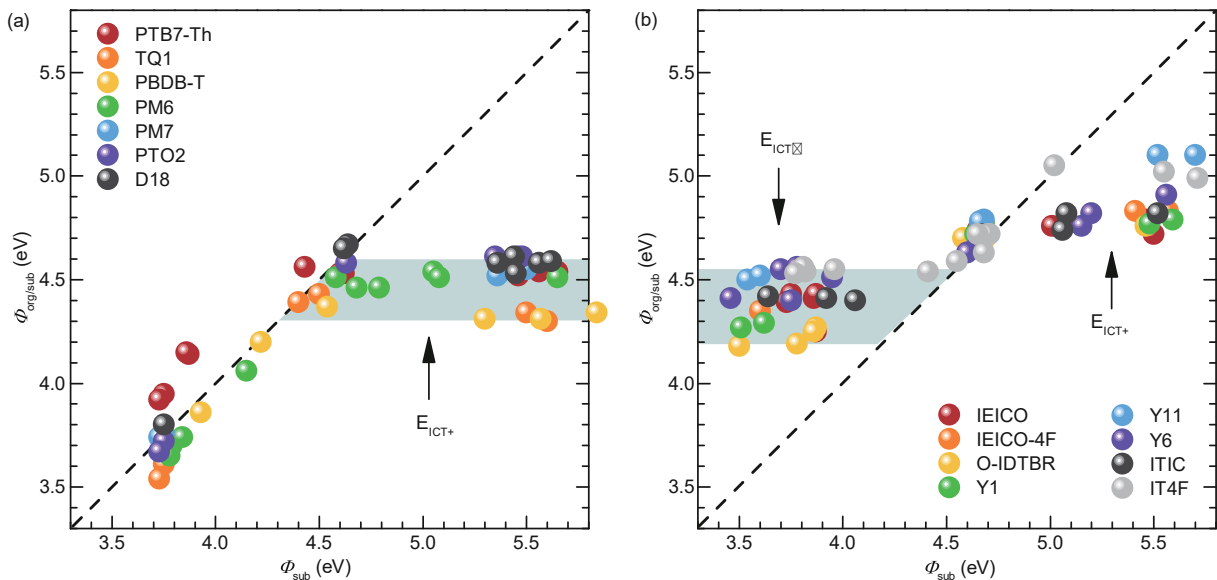 (a)
PTB7-Th
TQ1
PBDB-T
PM6
PM7
PTO2
D18
5.5
5.0
4.5
4.0
3.5
Φorg/sub (eV)
EICT+
3.5 4.0 4.5 5.0 5.5
Φsub (eV)
(b)
EICT☒
EICT+
5.5
5.0
4.5
4.0
3.5
Φorg/sub (eV)
IEICO
IEICO-4F
O-IDTBR
Y1
Y11
Y6
ITIC
IT4F
3.5 4.0 4.5 5.0 5.5
Φsub (eV)